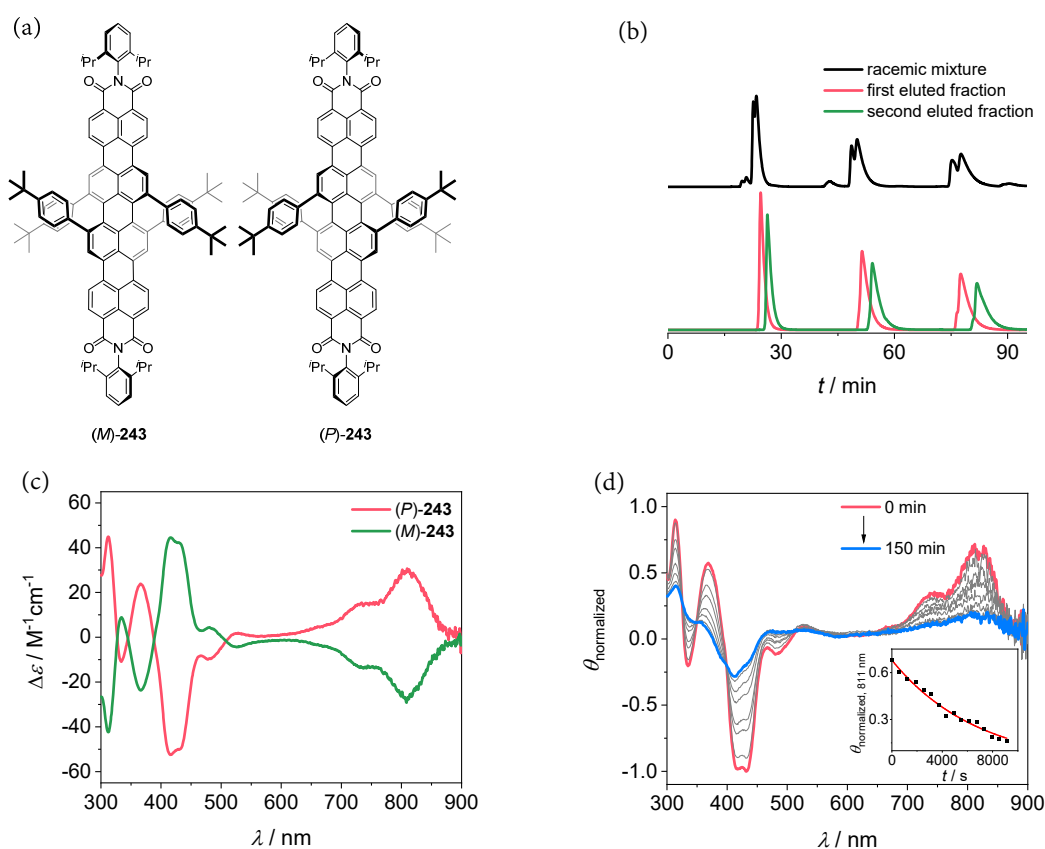 (a)
iPr iPr
O N O
O N O
iPr iPr
(M)-243
iPr iPr
O N O
O N O
iPr iPr
(P)-243
(b)
racemic mixture
first eluted fraction
second eluted fraction
0 30 60 90
t / min
(c)
(P)-243
(M)-243
60
40
20
0
-20
-40
-60
Δε / M⁻¹cm⁻¹
300 400 500 600 700 800 900
λ / nm
(d)
0 min
150 min
1.0
0.5
0.0
-0.5
-1.0
θnormalized
300 400 500 600 700 800 900
λ / nm
θnormalized, 811 nm
0.6
0.3
0 4000 8000
t / s